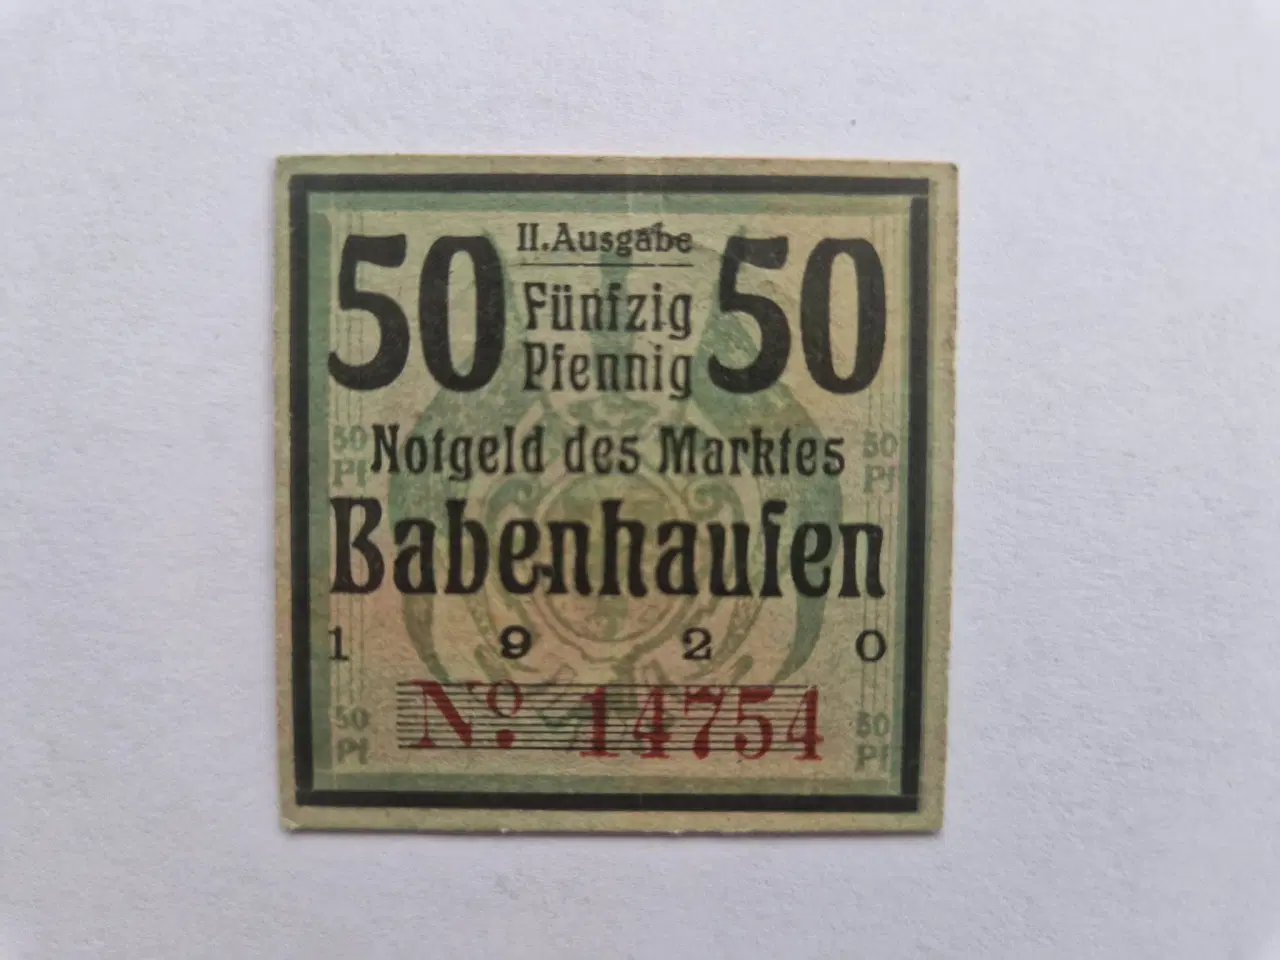 50 II.Ausgabe 50
Fünfzig
Pfennig
Notgeld des Marktes
50 50
Pf Pf
Babenhauſen
1 9 2 0
No. 14754
50 50
Pf Pf